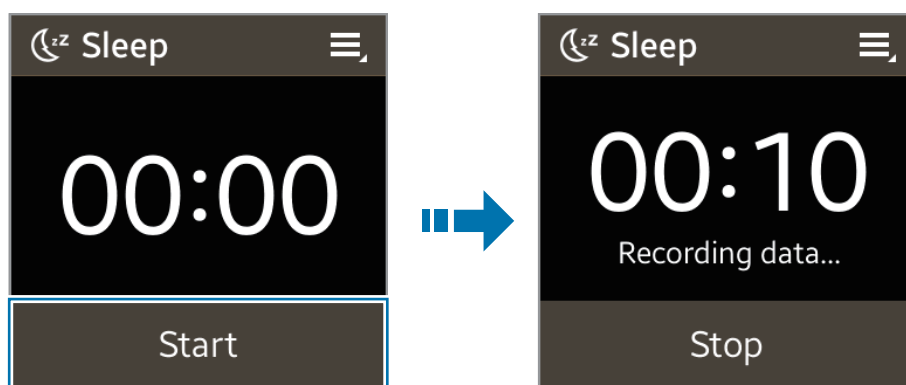 Sleep
00:00
Start
Sleep
00:10
Recording data...
Stop